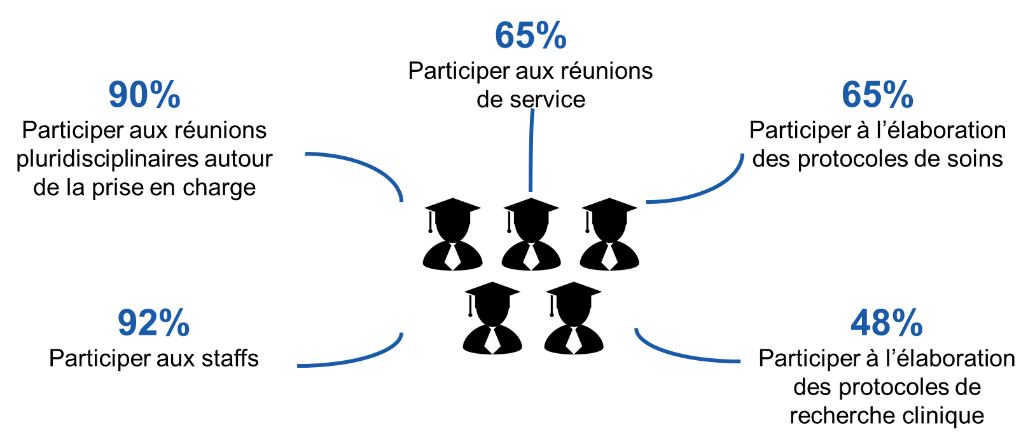 65%
Participer aux réunions
de service
90%
Participer aux réunions
pluridisciplinaires autour
de la prise en charge
65%
Participer à l’élaboration
des protocoles de soins
92%
Participer aux staffs
48%
Participer à l’élaboration
des protocoles de
recherche clinique